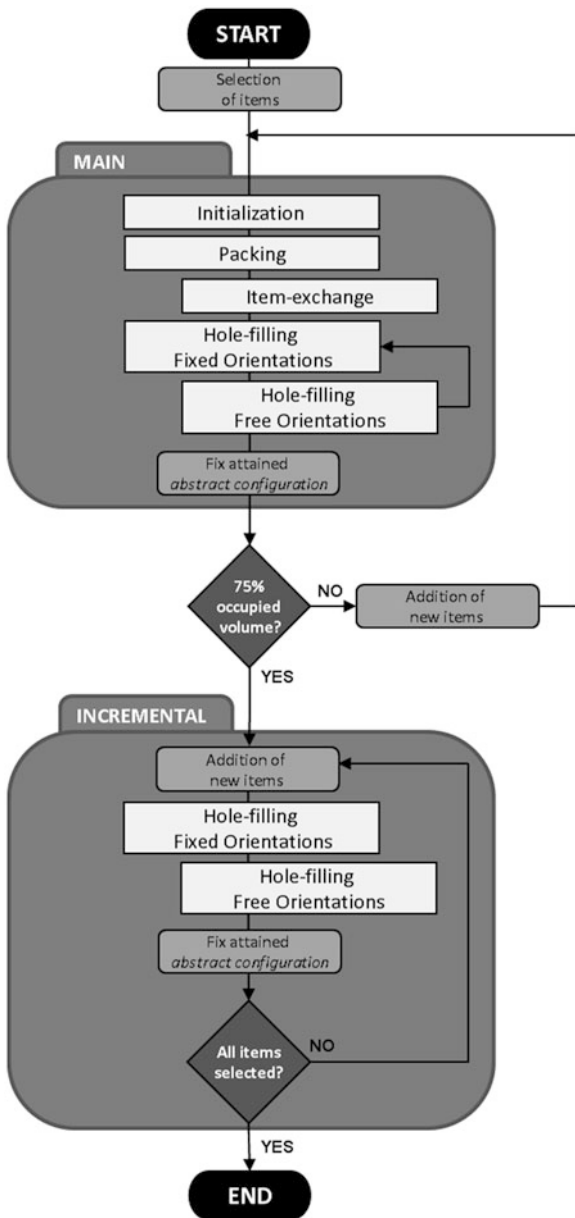 START
Selection
of items
MAIN
Initialization
Packing
Item-exchange
Hole-filling
Fixed Orientations
Hole-filling
Free Orientations
Fix attained
abstract configuration
75%
occupied
volume?
NO
Addition of
new items
YES
INCREMENTAL
Addition of
new items
Hole-filling
Fixed Orientations
Hole-filling
Free Orientations
Fix attained
abstract configuration
All items
selected?
NO
YES
END